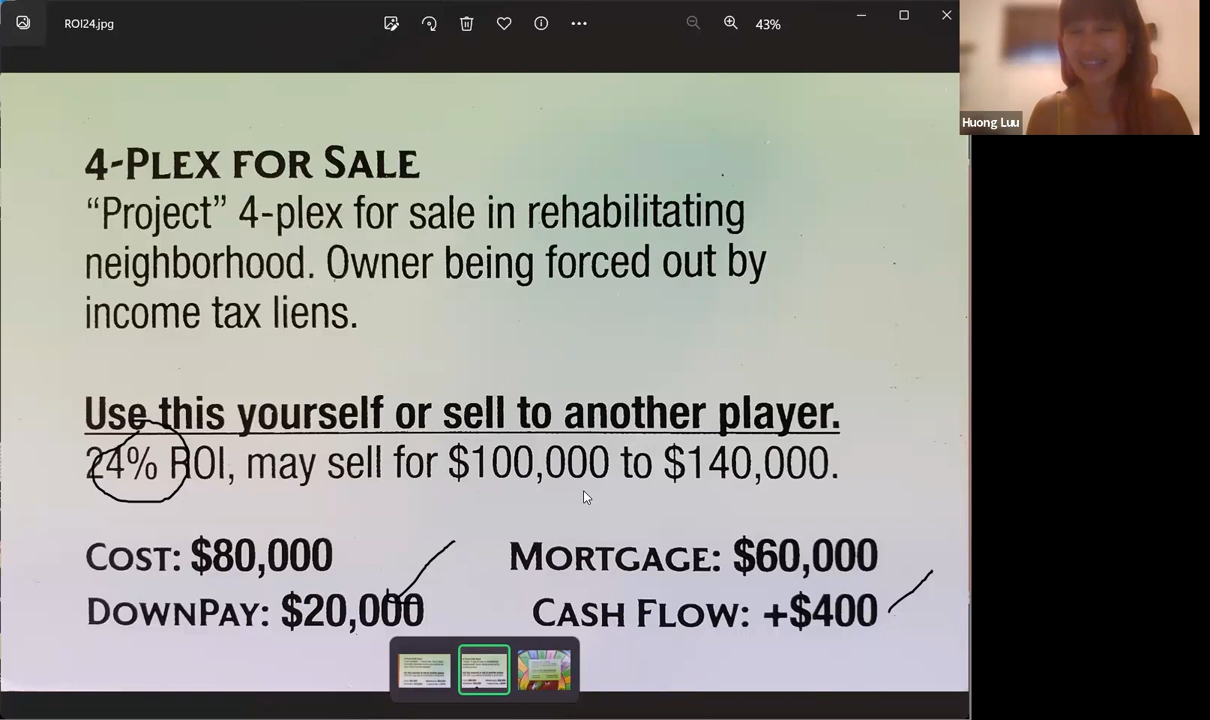 ROI24.jpg
43%
Huong Luu
4-PLEX FOR SALE
“Project” 4-plex for sale in rehabilitating
neighborhood. Owner being forced out by
income tax liens.
Use this yourself or sell to another player.
24% ROI, may sell for $100,000 to $140,000.
COST: $80,000
MORTGAGE: $60,000
DOWNPAY: $20,000
CASH FLOW: +$400